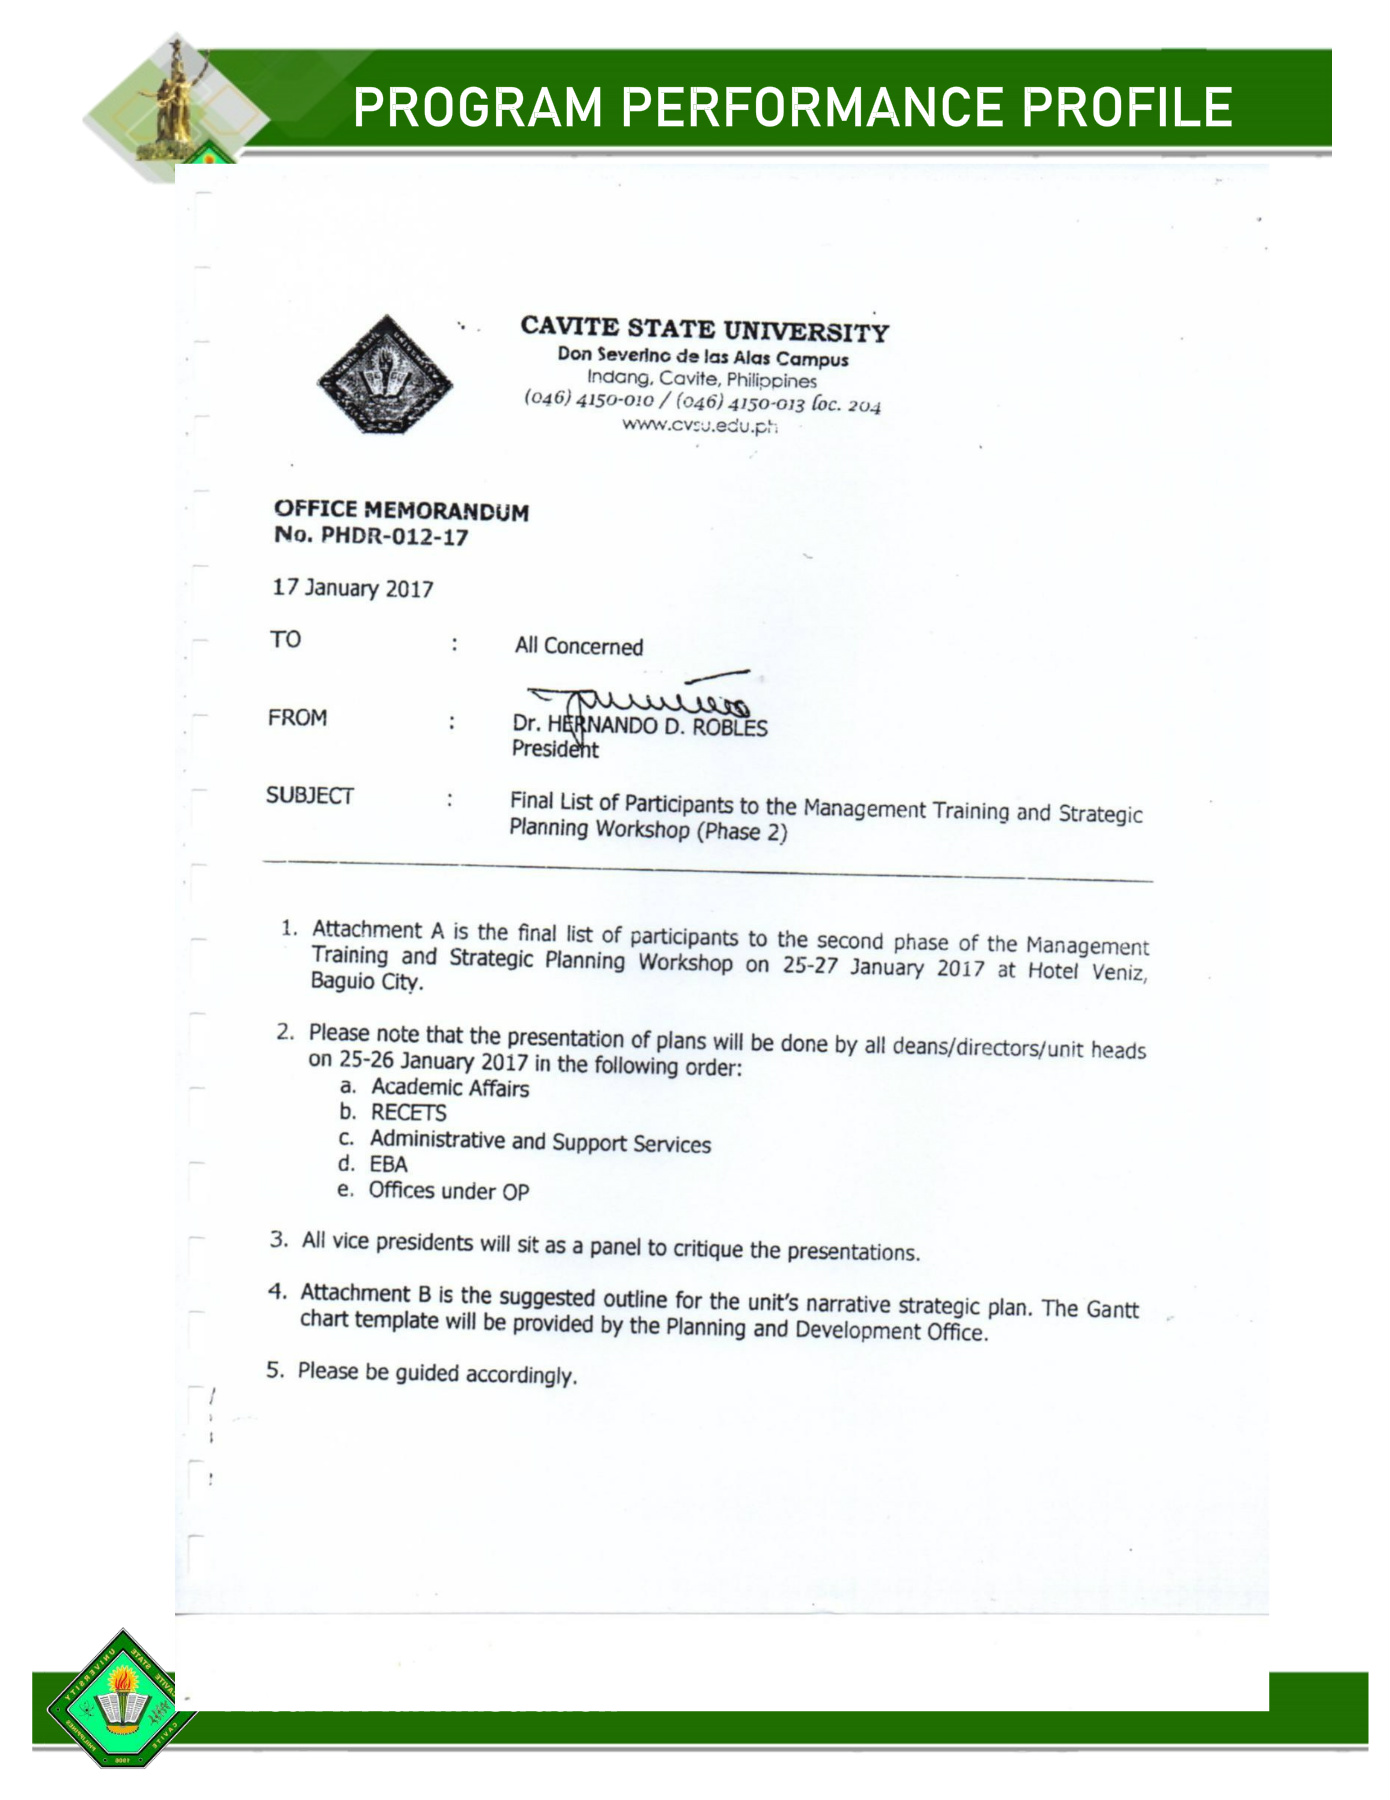 PROGRAM PERFORMANCE PROFILE
CAVITE STATE UNIVERSITY
Don Severino de las Alas Campus
Indang, Cavite, Philippines
(046) 4150-010 / (046) 4150-013 loc. 204
www.cvsu.edu.ph
OFFICE MEMORANDUM
No. PHDR-012-17
17 January 2017
TO : All Concerned
FROM : Dr. HERNANDO D. ROBLES
President
SUBJECT : Final List of Participants to the Management Training and Strategic
Planning Workshop (Phase 2)
1. Attachment A is the final list of participants to the second phase of the Management
Training and Strategic Planning Workshop on 25-27 January 2017 at Hotel Veniz,
Baguio City.
2. Please note that the presentation of plans will be done by all deans/directors/unit heads
on 25-26 January 2017 in the following order:
a. Academic Affairs
b. RECETS
c. Administrative and Support Services
d. EBA
e. Offices under OP
3. All vice presidents will sit as a panel to critique the presentations.
4. Attachment B is the suggested outline for the unit's narrative strategic plan. The Gantt
chart template will be provided by the Planning and Development Office.
5. Please be guided accordingly.
CAVITE STATE UNIVERSITY
CAVITE
PHILIPPINES
1906